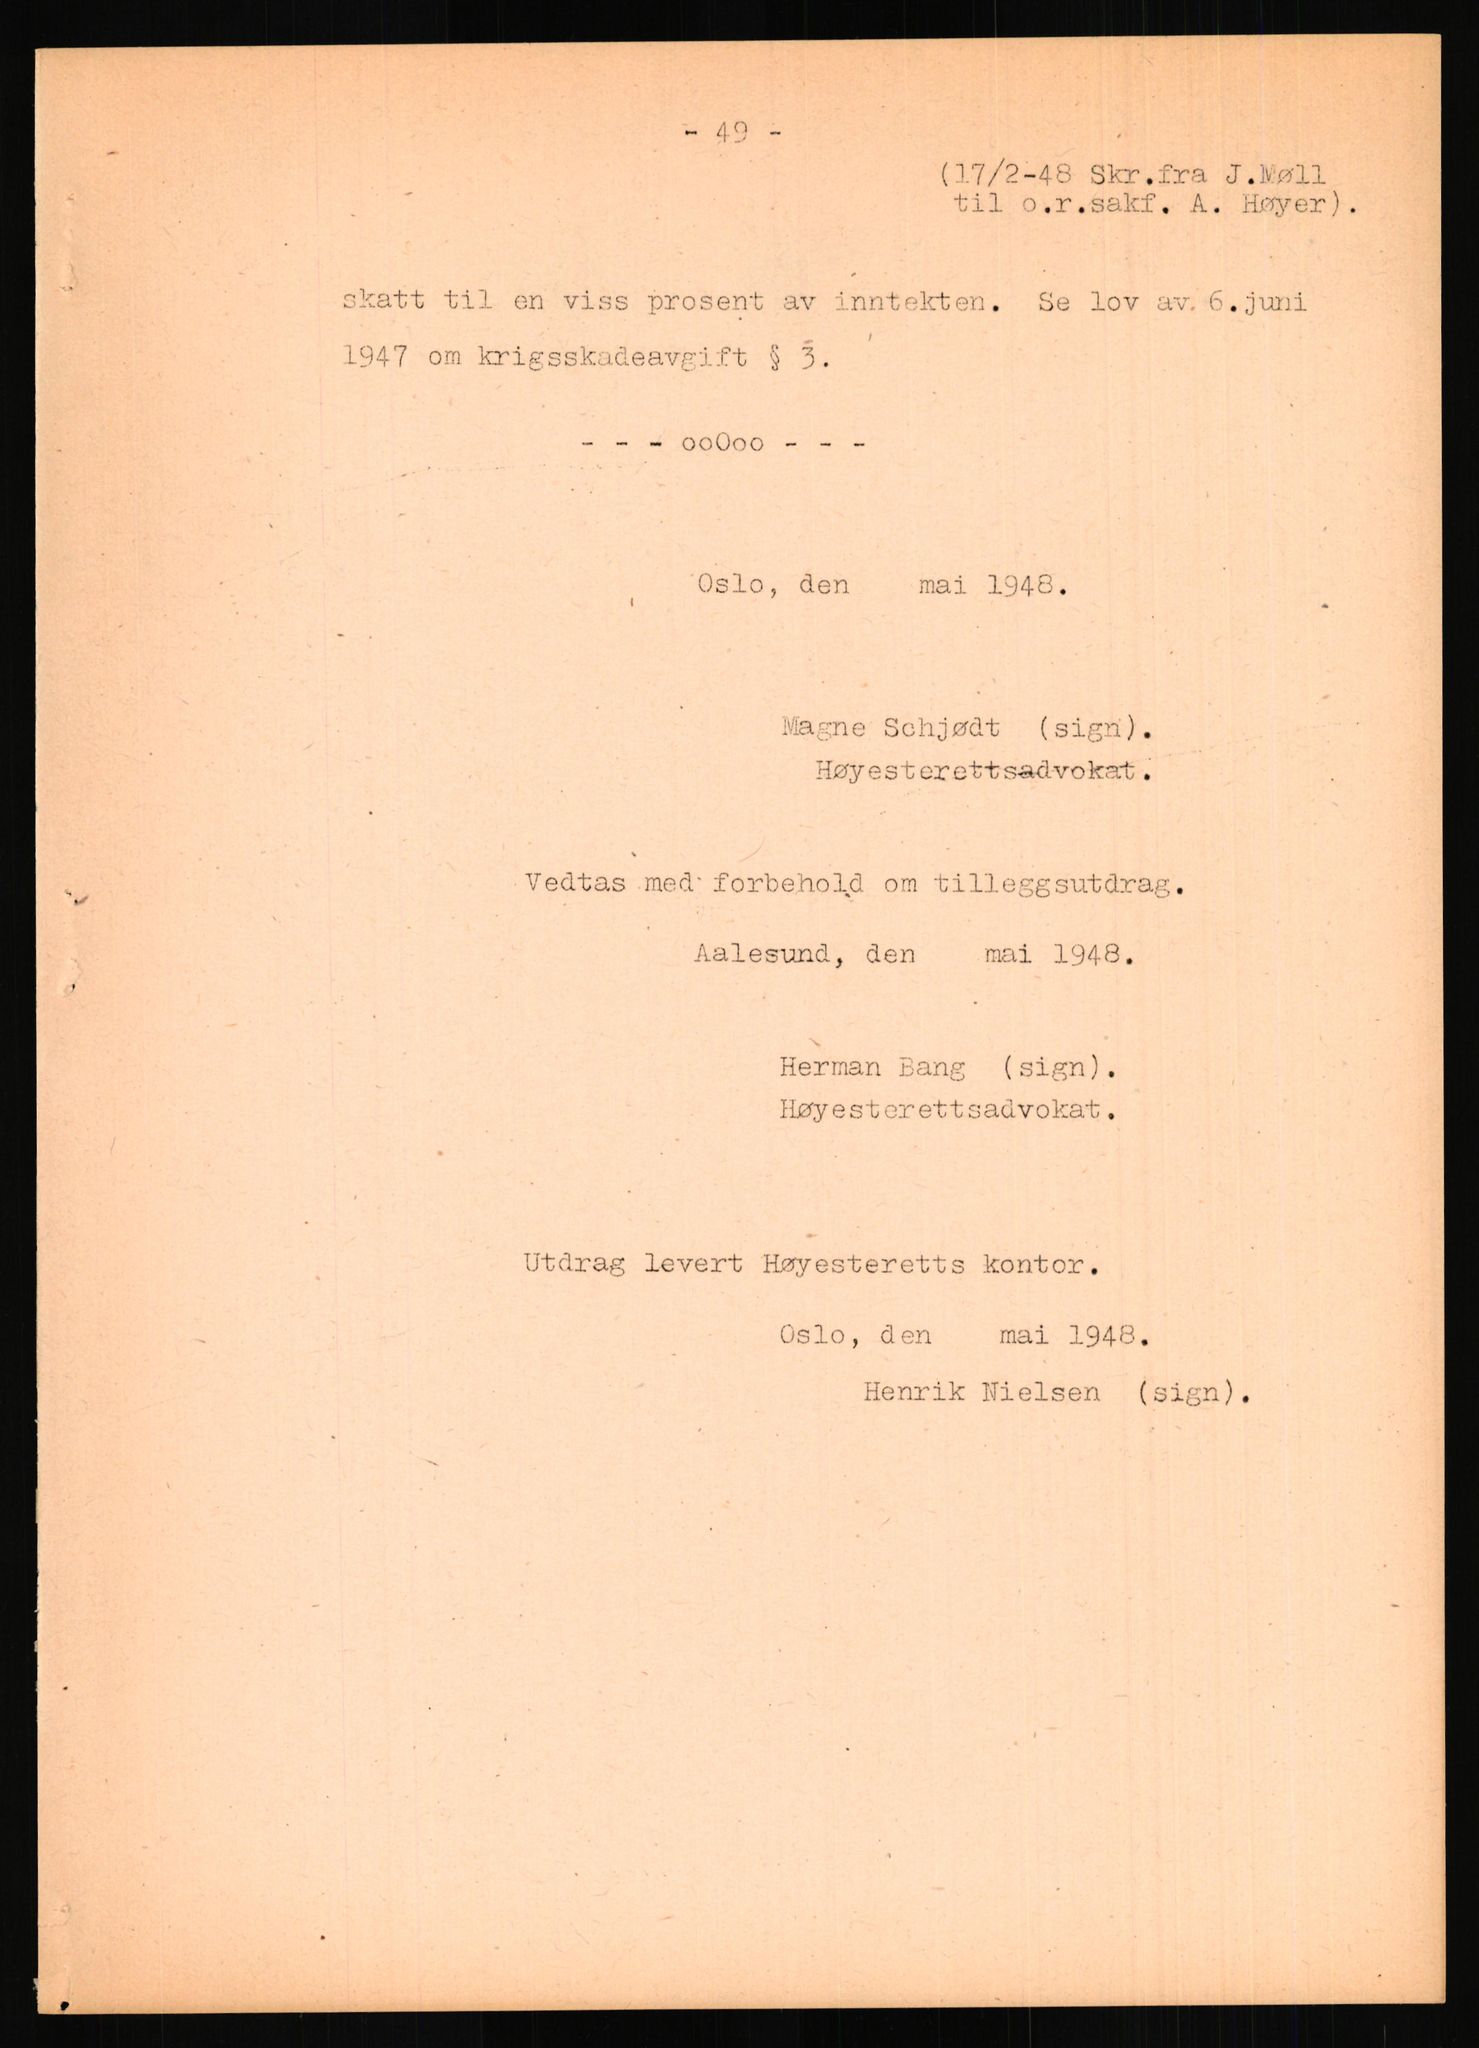 - 49 -
(17/2-48 Skr.fra J.Møll
til o.r.sakf. A. Høyer).
skatt til en viss prosent av inntekten. Se lov av 6.juni
1947 om krigsskadeavgift § 3.
- - - ooOoo - - -
Oslo, den mai 1948.
Magne Schjødt (sign).
Høyesterettsadvokat.
Vedtas med forbehold om tilleggsutdrag.
Aalesund, den mai 1948.
Herman Bang (sign).
Høyesterettsadvokat.
Utdrag levert Høyesteretts kontor.
Oslo, den mai 1948.
Henrik Nielsen (sign).